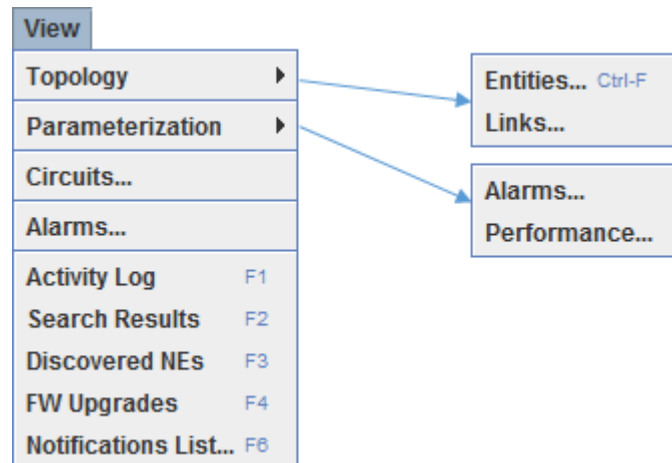 View
Topology
Parameterization
Circuits...
Alarms...
Activity Log F1
Search Results F2
Discovered NEs F3
FW Upgrades F4
Notifications List... F6
Entities... Ctrl-F
Links...
Alarms...
Performance...